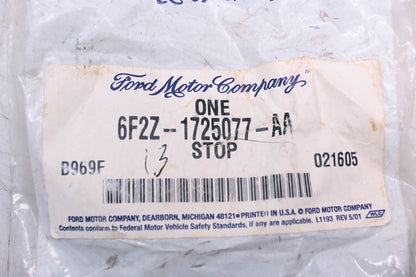 Ford Motor Company,
ONE
6F2Z--1725077-AA
13 STOP
D969F 021605
FORD MOTOR COMPANY, DEARBORN, MICHIGAN 48121 ● PRINTED IN U.S.A. © FORD MOTOR COMPANY
Contents conform to Federal Motor Vehicle Safety Standards, if any are applicable. L1193 REV 5/01